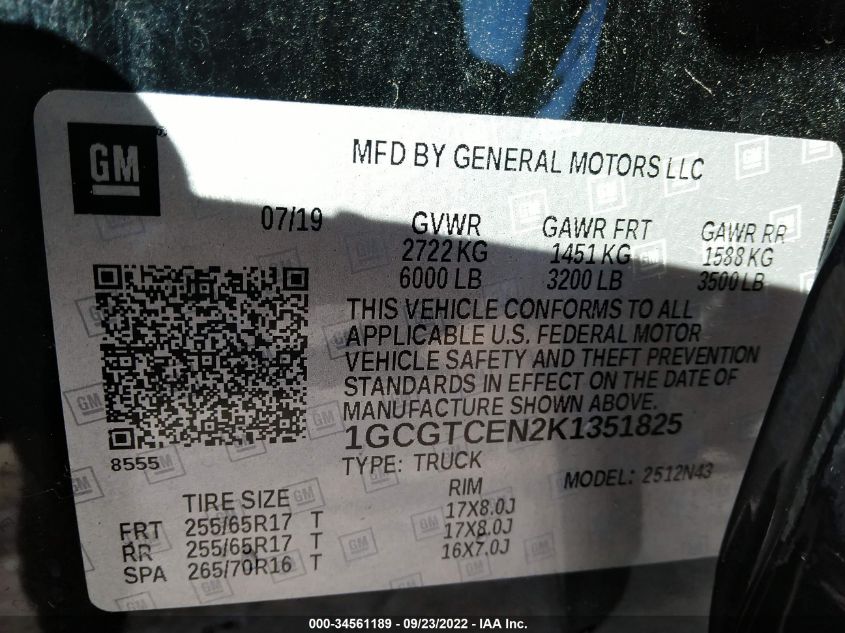 GM
MFD BY GENERAL MOTORS LLC
07/19
GVWR GAWR FRT GAWR RR
2722 KG 1451 KG 1588 KG
6000 LB 3200 LB 3500 LB
THIS VEHICLE CONFORMS TO ALL
APPLICABLE U.S. FEDERAL MOTOR
VEHICLE SAFETY AND THEFT PREVENTION
STANDARDS IN EFFECT ON THE DATE OF
MANUFACTURE SHOWN ABOVE.
1GCGTCEN2K1351825
8555
TYPE: TRUCK MODEL: 2512N43
TIRE SIZE RIM
FRT 255/65R17 T 17X8.0J
RR 255/65R17 T 17X8.0J
SPA 265/70R16 T 16X7.0J
000-34561189 - 09/23/2022 - IAA Inc.